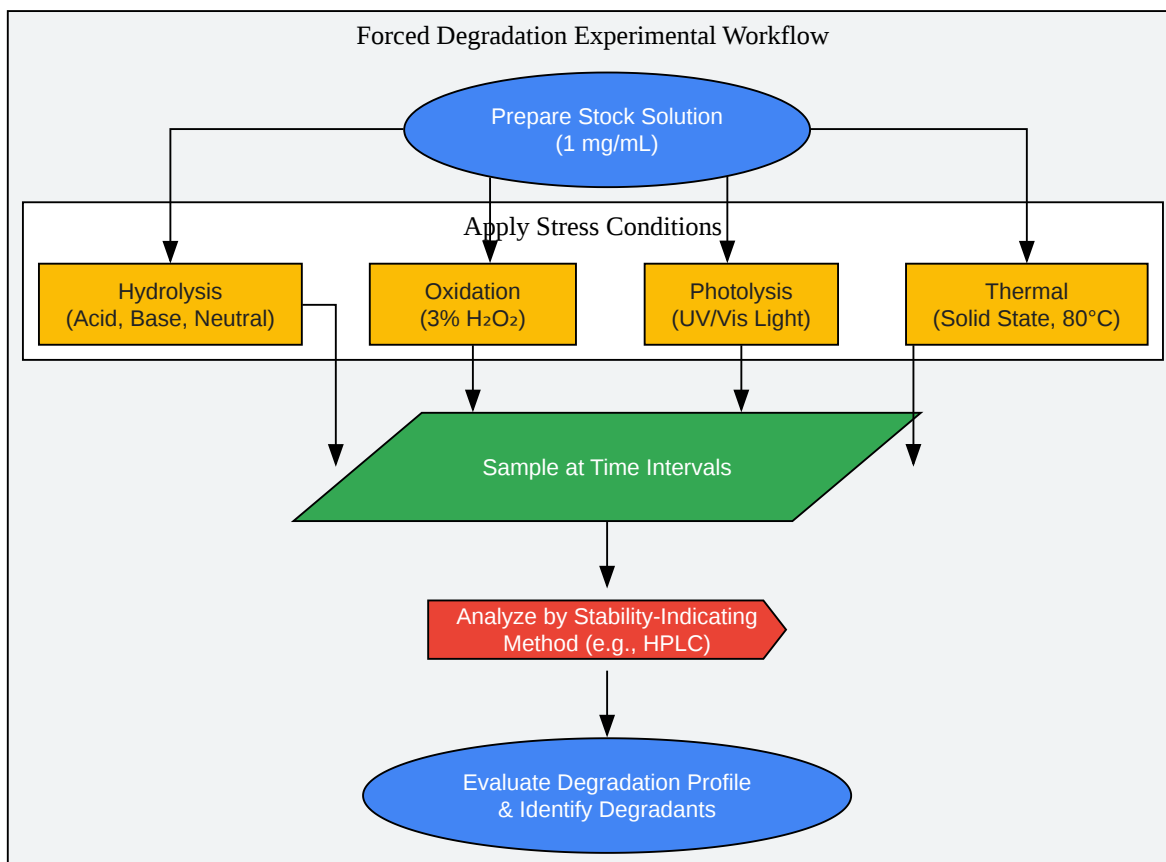 Forced Degradation Experimental Workflow
Prepare Stock Solution
(1 mg/mL)
Apply Stress Conditions
Hydrolysis
(Acid, Base, Neutral)
Oxidation
(3% H₂O₂)
Photolysis
(UV/Vis Light)
Thermal
(Solid State, 80°C)
Sample at Time Intervals
Analyze by Stability-Indicating
Method (e.g., HPLC)
Evaluate Degradation Profile
& Identify Degradants